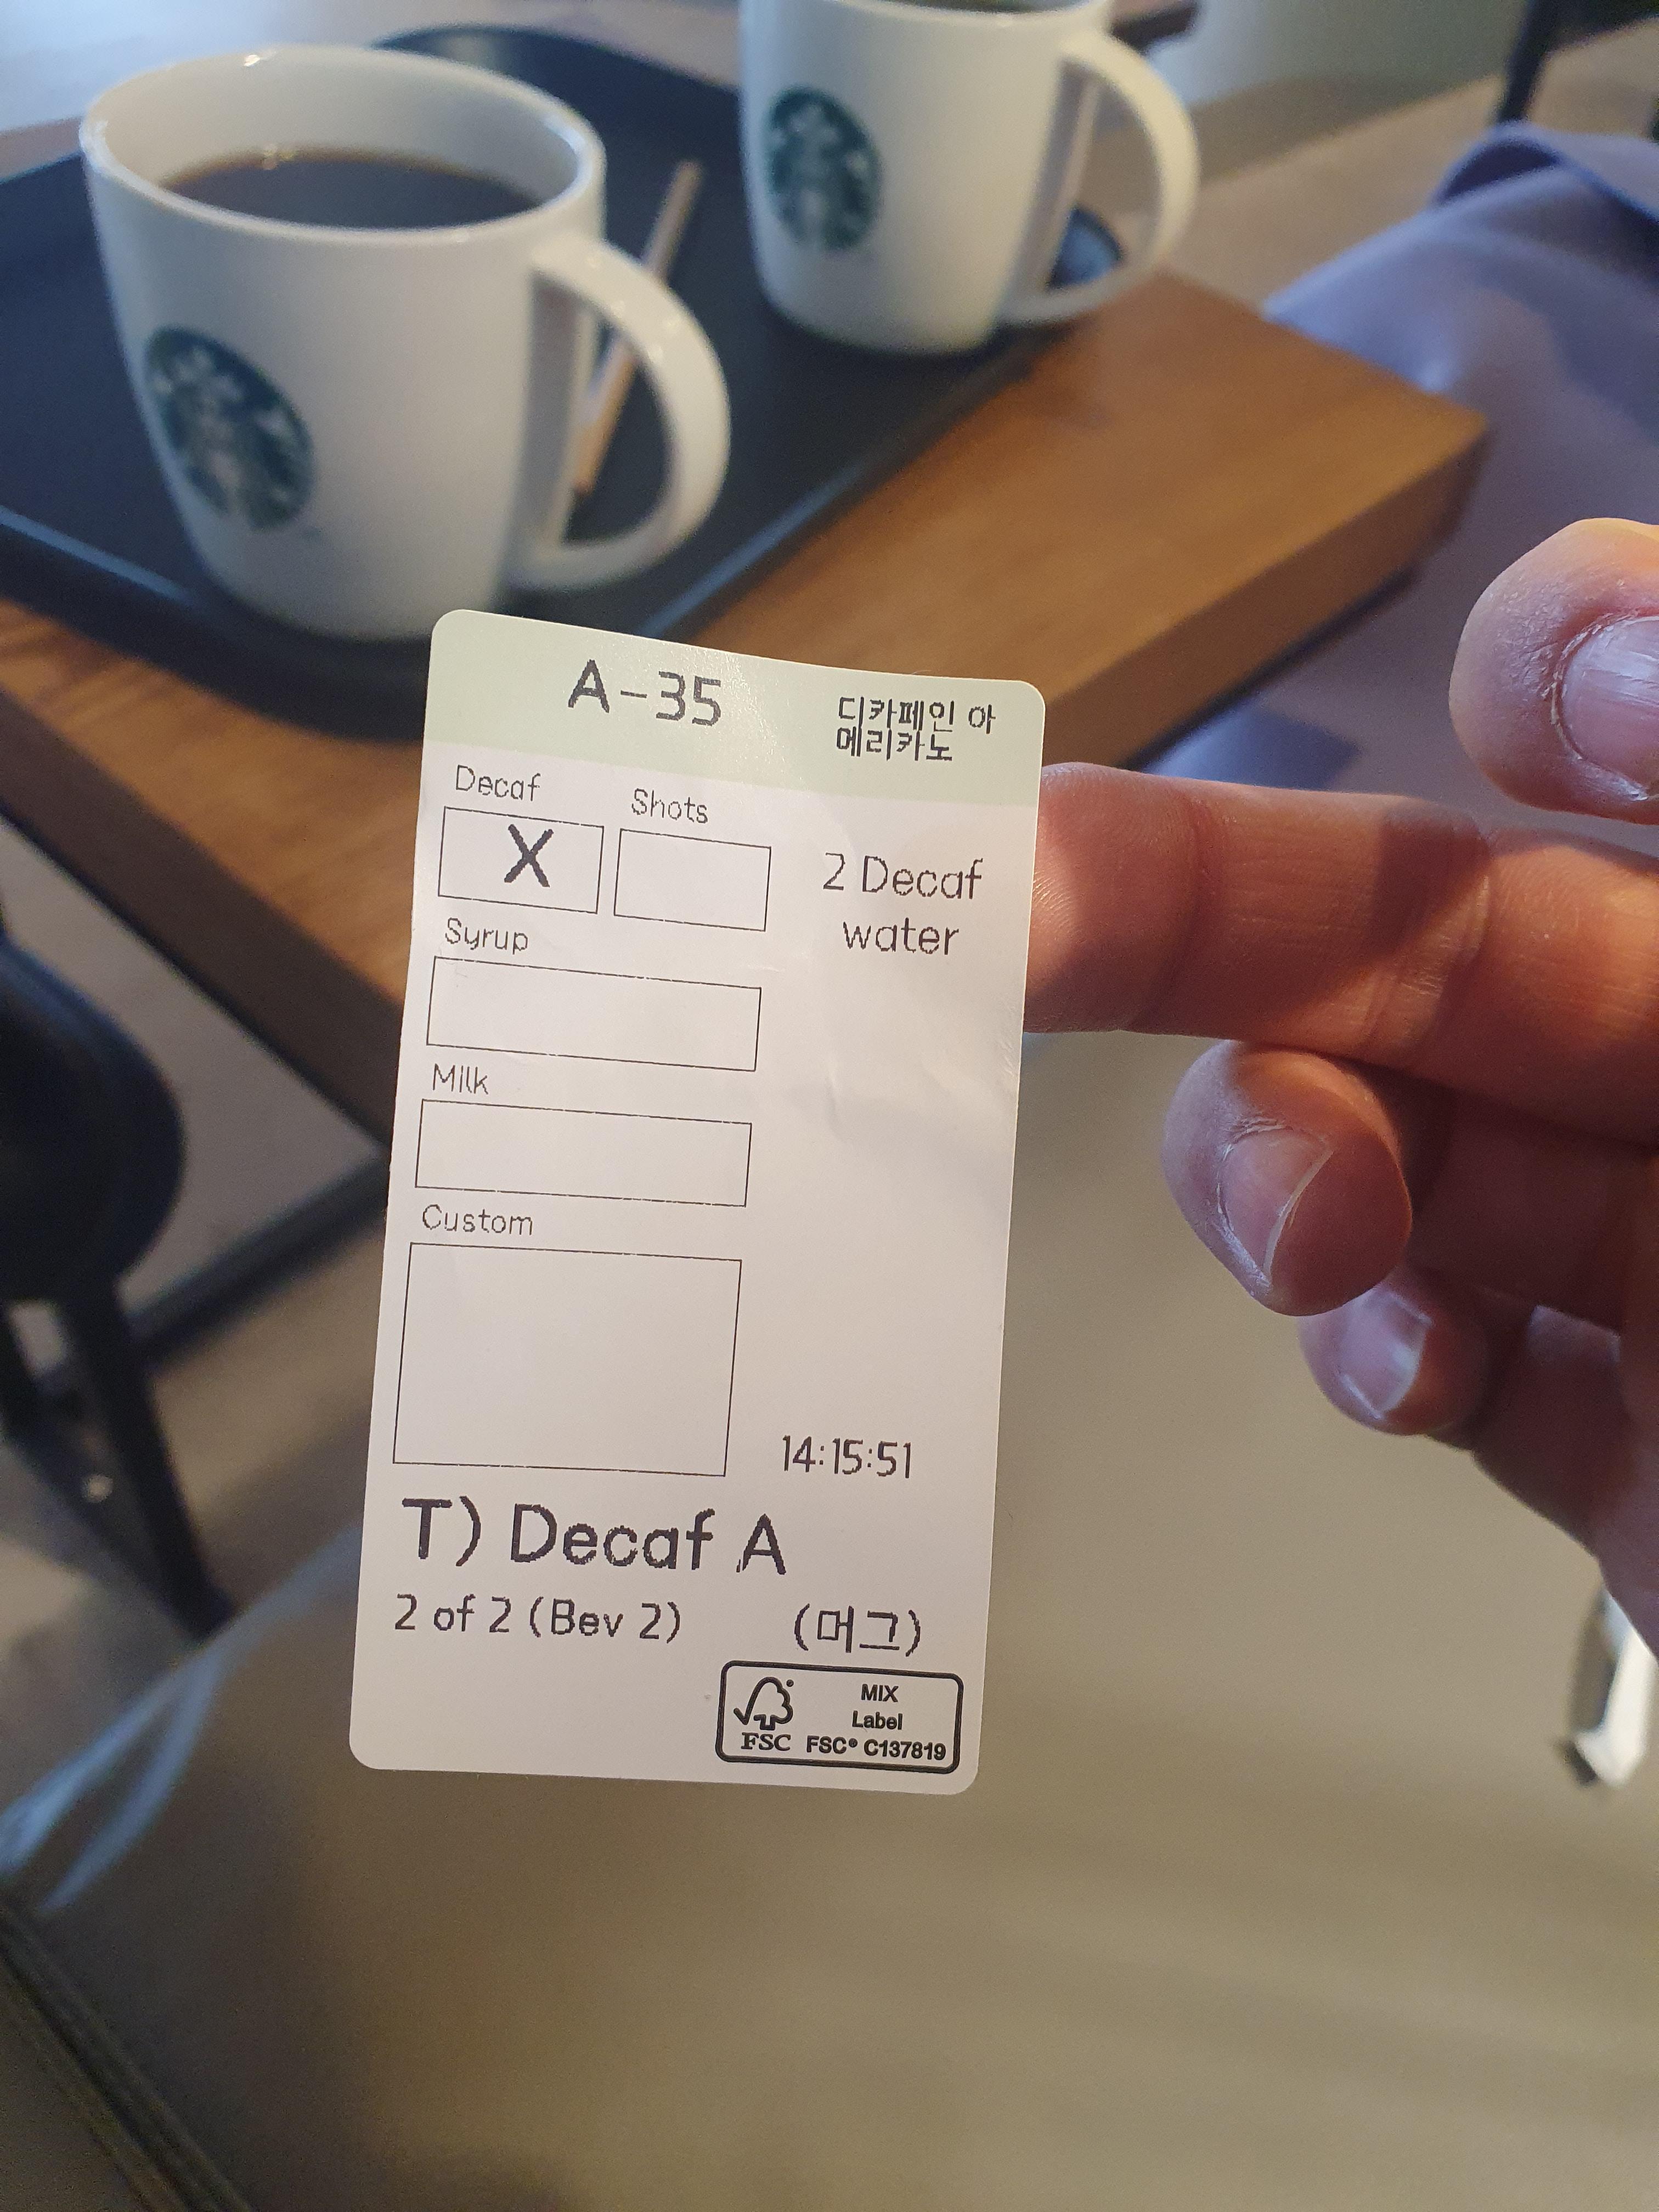 A-35
디카페인 아
메리카노
Decaf
Shots
X
2 Decaf
water
Syrup
Milk
Custom
14:15:51
T) Decaf A
2 of 2 (Bev 2)
(머그)
MIX
Label
FSC
FSC® C137819